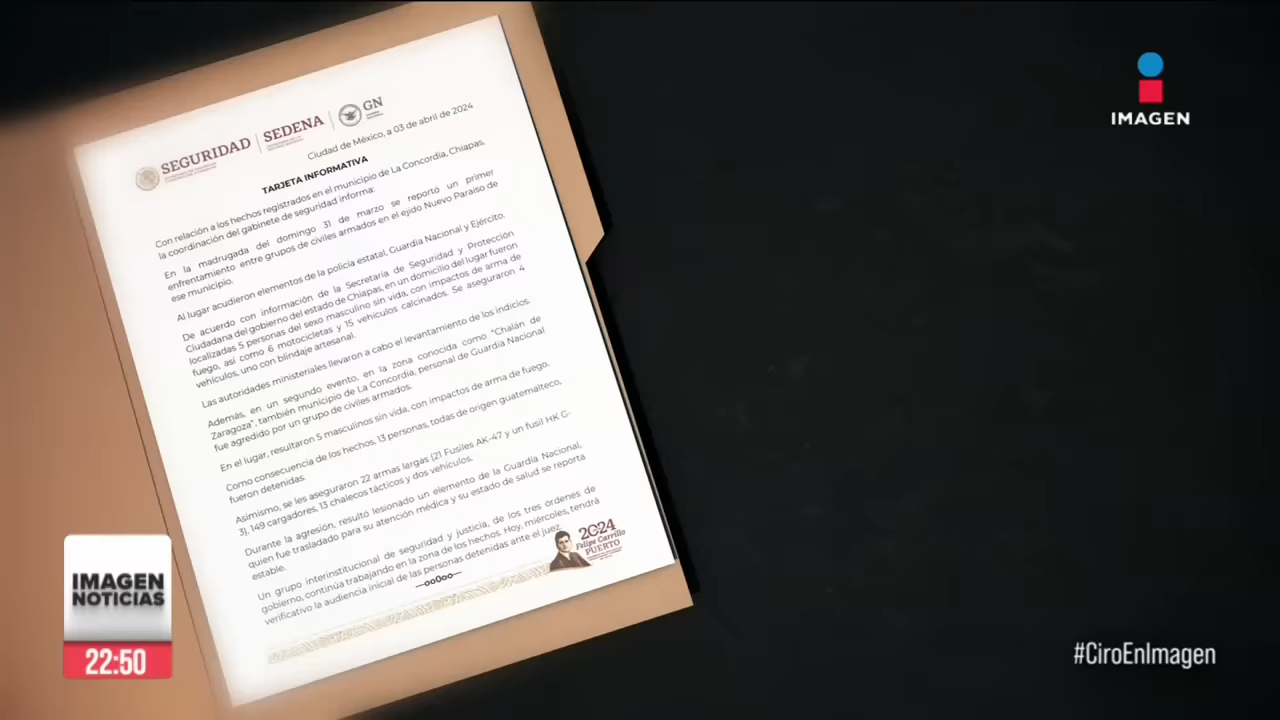 SEGURIDAD
SEDENA
GN
Ciudad de México, a 03 de abril de 2024
TARJETA INFORMATIVA
Con relación a los hechos registrados en el municipio de La Concordia, Chiapas,
la coordinación del gabinete de seguridad informa:
En la madrugada del domingo 31 de marzo se reportó un primer
enfrentamiento entre grupos de civiles armados en el ejido Nuevo Paraíso de
ese municipio.
Al lugar acudieron elementos de la policía estatal, Guardia Nacional y Ejército.
De acuerdo con información de la Secretaría de Seguridad y Protección
Ciudadana del gobierno del estado de Chiapas, en un domicilio del lugar fueron
localizadas 5 personas del sexo masculino sin vida, con impactos de arma de
fuego, así como 6 motocicletas y 15 vehículos calcinados. Se aseguraron 4
vehículos, uno con blindaje artesanal.
Las autoridades ministeriales llevaron a cabo el levantamiento de los indicios.
Además, en un segundo evento, en la zona conocida como “Chalán de
Zaragoza”, también municipio de La Concordia, personal de Guardia Nacional
fue agredido por un grupo de civiles armados.
En el lugar, resultaron 5 masculinos sin vida, con impactos de arma de fuego.
Como consecuencia de los hechos, 13 personas, todas de origen guatemalteco,
fueron detenidas.
Asimismo, se les aseguraron 22 armas largas (21 Fusiles AK-47 y un fusil HK G-
3), 149 cargadores, 13 chalecos tácticos y dos vehículos.
Durante la agresión, resultó lesionado un elemento de la Guardia Nacional,
quien fue trasladado para su atención médica y su estado de salud se reporta
estable.
Un grupo interinstitucional de seguridad y justicia, de los tres órdenes de
gobierno, continúa trabajando en la zona de los hechos. Hoy, miércoles, tendrá
verificativo la audiencia inicial de las personas detenidas ante el juez.
—oo0oo—
2024
Felipe Carrillo
PUERTO
IMAGEN
IMAGEN
NOTICIAS
22:50
#CiroEnImagen